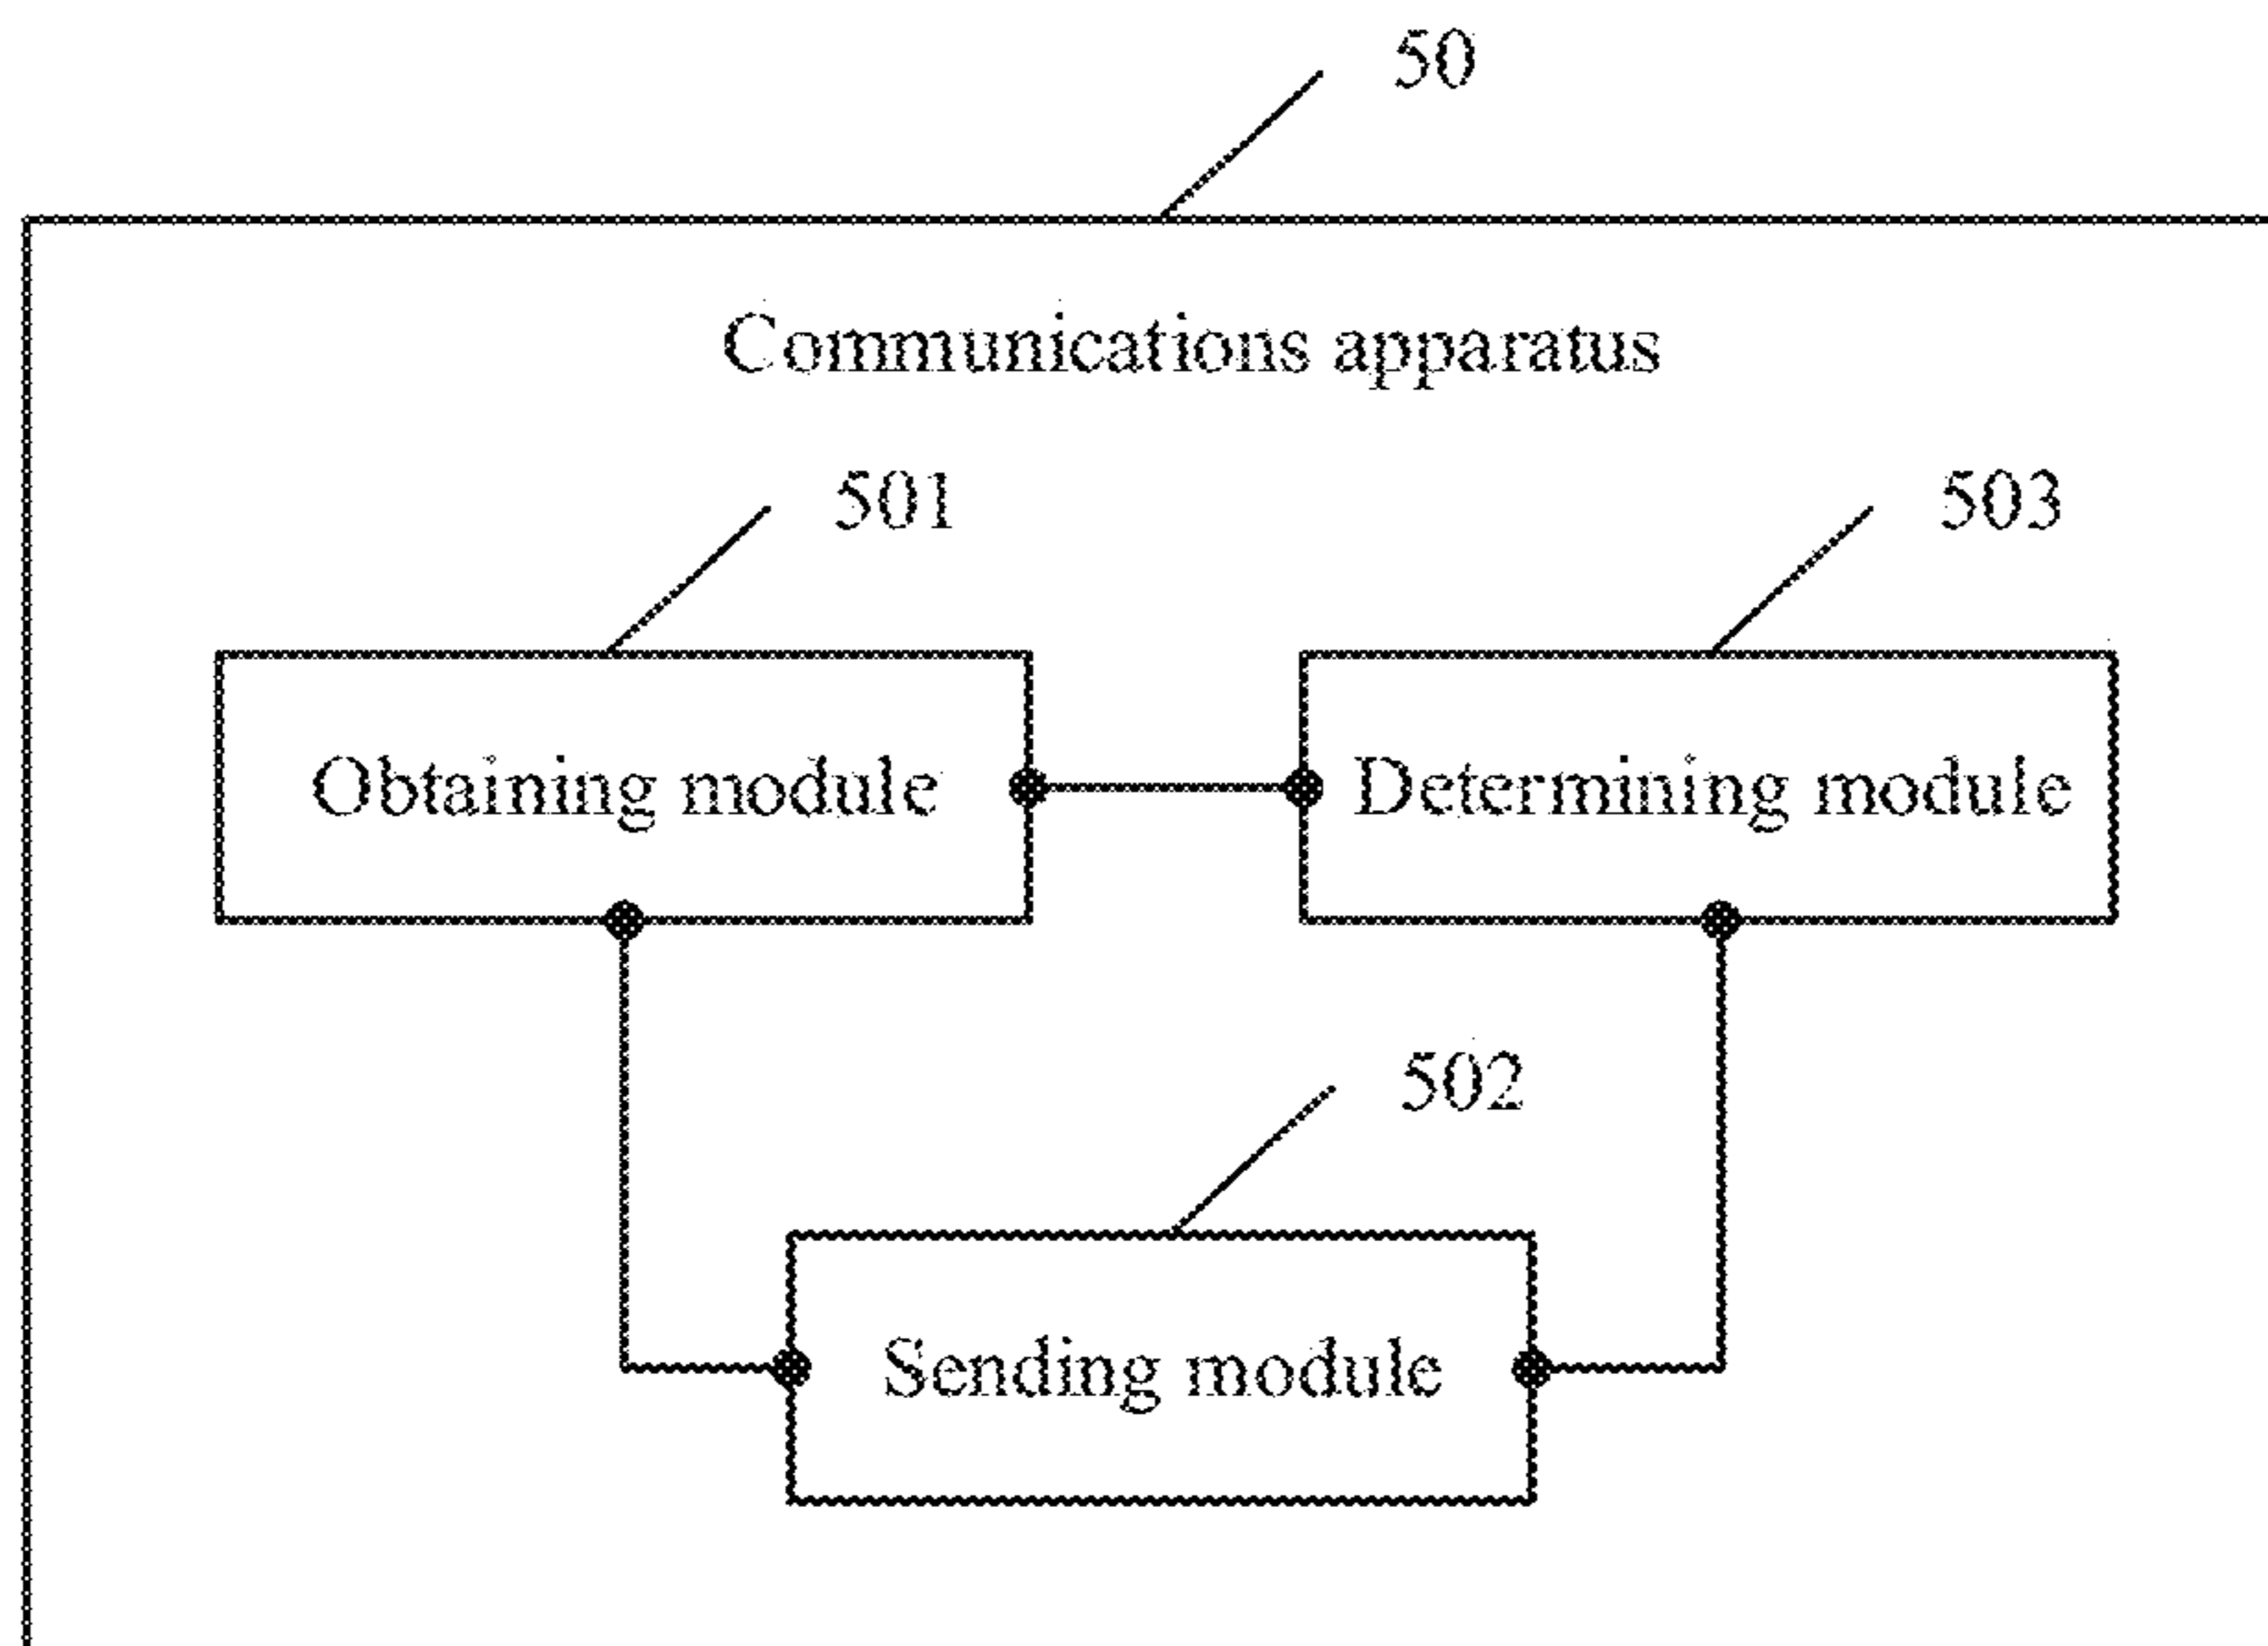 50
Communications apparatus
501
503
Obtaining module
Determining module
502
Sending module